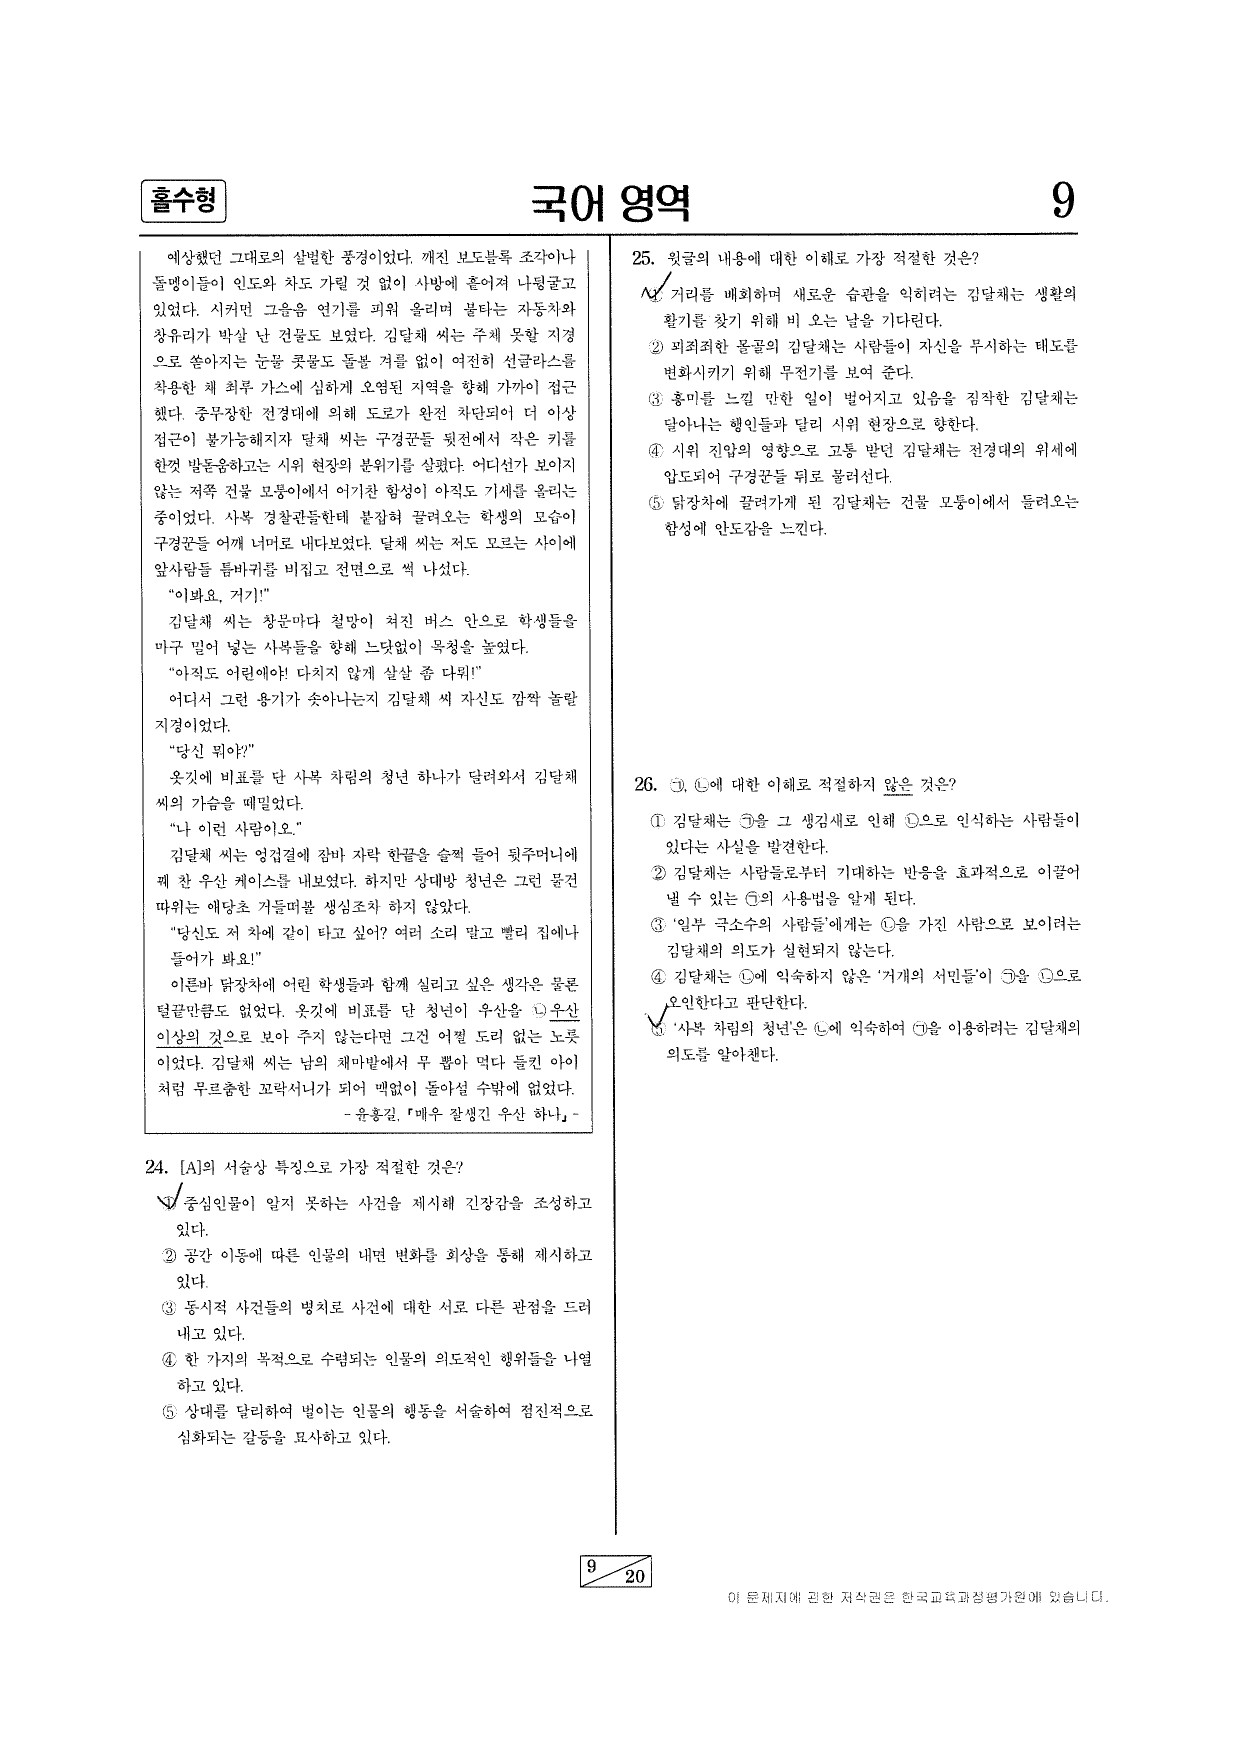 홀수형
국어 영역
9
예상했던 그대로의 살벌한 풍경이었다. 깨진 보도블록 조각이나
돌멩이들이 인도와 차도 가릴 것 없이 사방에 흩어져 나뒹굴고
있었다. 시커먼 그을음 연기를 피워 올리며 불타는 자동차와
창유리가 박살 난 건물도 보였다. 김달채 씨는 주체 못할 지경
으로 쏟아지는 눈물 콧물도 돌볼 겨를 없이 여전히 선글라스를
착용한 채 최루 가스에 심하게 오염된 지역을 향해 가까이 접근
했다. 중무장한 전경대에 의해 도로가 완전 차단되어 더 이상
접근이 불가능해지자 달채 씨는 구경꾼들 뒷전에서 작은 키를
한껏 발돋움하고는 시위 현장의 분위기를 살폈다. 어디선가 보이지
않는 저쪽 건물 모퉁이에서 어기찬 함성이 아직도 기세를 올리는
중이었다. 사복 경찰관들한테 붙잡혀 끌려오는 학생의 모습이
구경꾼들 어깨 너머로 내다보였다. 달채 씨는 저도 모르는 사이에
앞사람들 틈바귀를 비집고 전면으로 썩 나섰다.
“이봐요, 거기!”
김달채 씨는 창문마다 철망이 쳐진 버스 안으로 학생들을
마구 밀어 넣는 사복들을 향해 느닷없이 목청을 높였다.
“아직도 어린애야! 다치지 않게 살살 좀 다뤄!”
어디서 그런 용기가 솟아나는지 김달채 씨 자신도 깜짝 놀랄
지경이었다.
“당신 뭐야?”
옷깃에 비표를 단 사복 차림의 청년 하나가 달려와서 김달채
씨의 가슴을 떼밀었다.
“나 이런 사람이오.”
김달채 씨는 엉겁결에 잠바 자락 한끝을 슬쩍 들어 뒷주머니에
꿰 찬 우산 케이스를 내보였다. 하지만 상대방 청년은 그런 물건
따위는 애당초 거들떠볼 생심조차 하지 않았다.
“당신도 저 차에 같이 타고 싶어? 여러 소리 말고 빨리 집에나
들어가 봐요!”
이른바 닭장차에 어린 학생들과 함께 실리고 싶은 생각은 물론
털끝만큼도 없었다. 옷깃에 비표를 단 청년이 우산을 ㉡우산
이상의 것으로 보아 주지 않는다면 그건 어쩔 도리 없는 노릇
이었다. 김달채 씨는 남의 채마밭에서 무 뽑아 먹다 들킨 아이
처럼 무르춤한 꼬락서니가 되어 맥없이 돌아설 수밖에 없었다.
- 윤흥길, 「매우 잘생긴 우산 하나」 -
24. [A]의 서술상 특징으로 가장 적절한 것은?
① 중심인물이 알지 못하는 사건을 제시해 긴장감을 조성하고
있다.
② 공간 이동에 따른 인물의 내면 변화를 회상을 통해 제시하고
있다.
③ 동시적 사건들의 병치로 사건에 대한 서로 다른 관점을 드러
내고 있다.
④ 한 가지의 목적으로 수렴되는 인물의 의도적인 행위들을 나열
하고 있다.
⑤ 상대를 달리하여 벌이는 인물의 행동을 서술하여 점진적으로
심화되는 갈등을 묘사하고 있다.
25. 윗글의 내용에 대한 이해로 가장 적절한 것은?
① 거리를 배회하며 새로운 습관을 익히려는 김달채는 생활의
활기를 찾기 위해 비 오는 날을 기다린다.
② 꾀죄죄한 몰골의 김달채는 사람들이 자신을 무시하는 태도를
변화시키기 위해 무전기를 보여 준다.
③ 흥미를 느낄 만한 일이 벌어지고 있음을 짐작한 김달채는
달아나는 행인들과 달리 시위 현장으로 향한다.
④ 시위 진압의 영향으로 고통 받던 김달채는 전경대의 위세에
압도되어 구경꾼들 뒤로 물러선다.
⑤ 닭장차에 끌려가게 된 김달채는 건물 모퉁이에서 들려오는
함성에 안도감을 느낀다.
26. ㉠, ㉡에 대한 이해로 적절하지 않은 것은?
① 김달채는 ㉠을 그 생김새로 인해 ㉡으로 인식하는 사람들이
있다는 사실을 발견한다.
② 김달채는 사람들로부터 기대하는 반응을 효과적으로 이끌어
낼 수 있는 ㉠의 사용법을 알게 된다.
③ ‘일부 극소수의 사람들’에게는 ㉡을 가진 사람으로 보이려는
김달채의 의도가 실현되지 않는다.
④ 김달채는 ㉡에 익숙하지 않은 ‘거개의 서민들’이 ㉠을 ㉡으로
오인한다고 판단한다.
⑤ ‘사복 차림의 청년’은 ㉡에 익숙하여 ㉠을 이용하려는 김달채의
의도를 알아챈다.
9
20
이 문제지에 관한 저작권은 한국교육과정평가원에 있습니다.